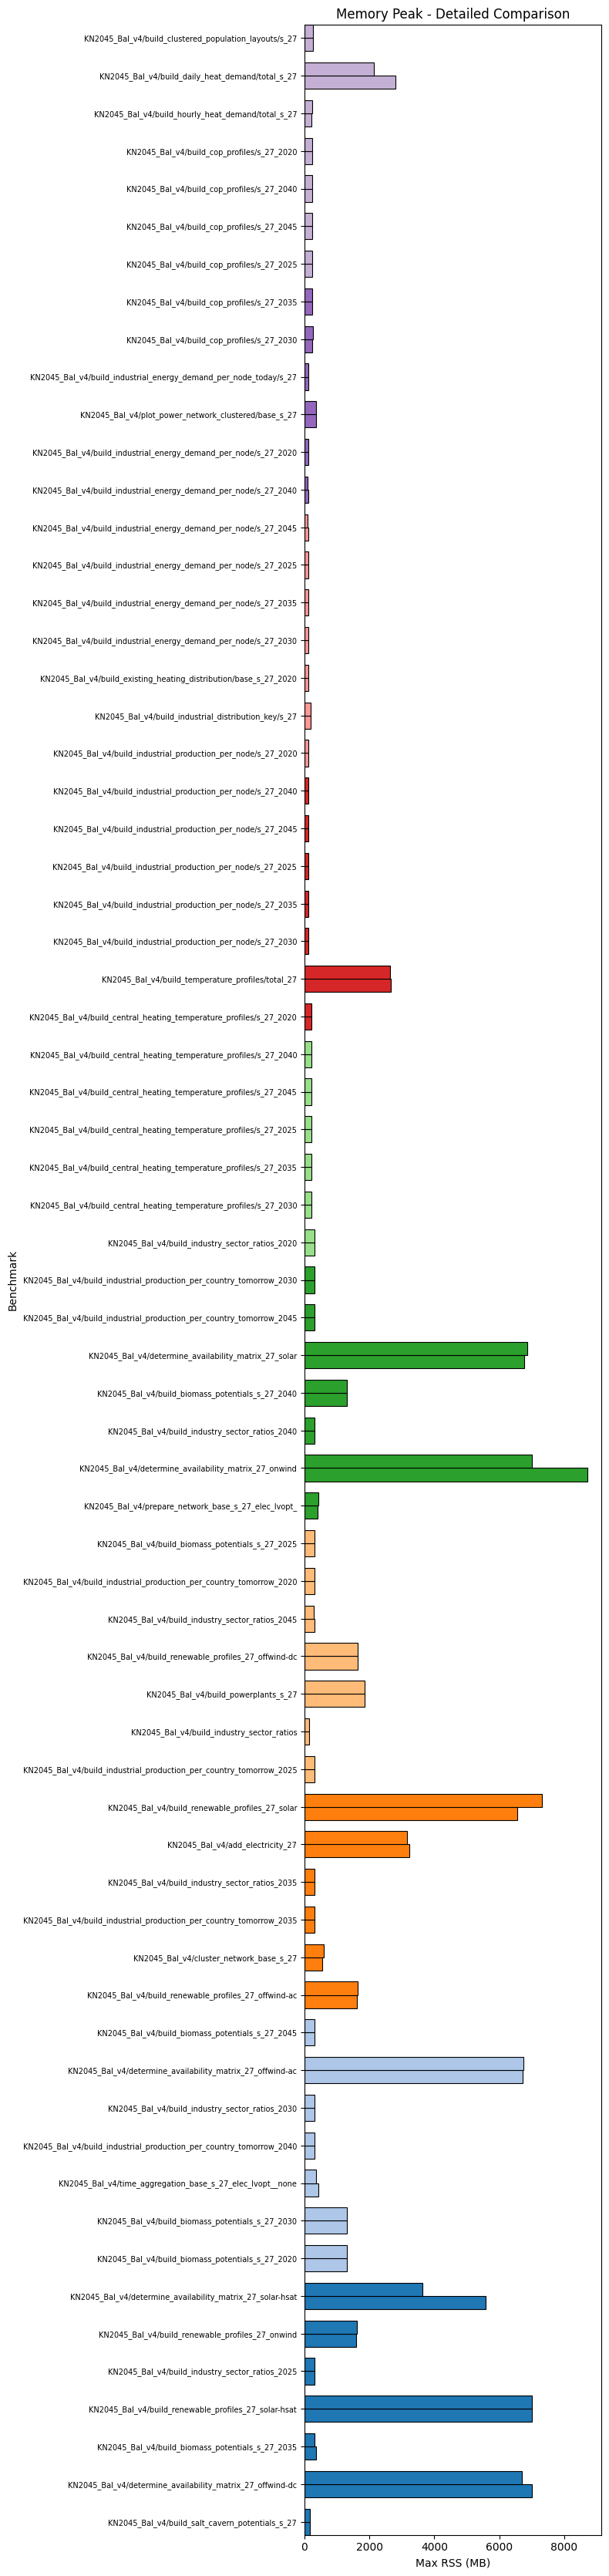 Memory Peak - Detailed Comparison
KN2045_Bal_v4/build_clustered_population_layouts/s_27
KN2045_Bal_v4/build_daily_heat_demand/total_s_27
KN2045_Bal_v4/build_hourly_heat_demand/total_s_27
KN2045_Bal_v4/build_cop_profiles/s_27_2020
KN2045_Bal_v4/build_cop_profiles/s_27_2040
KN2045_Bal_v4/build_cop_profiles/s_27_2045
KN2045_Bal_v4/build_cop_profiles/s_27_2025
KN2045_Bal_v4/build_cop_profiles/s_27_2035
KN2045_Bal_v4/build_cop_profiles/s_27_2030
KN2045_Bal_v4/build_industrial_energy_demand_per_node_today/s_27
KN2045_Bal_v4/plot_power_network_clustered/base_s_27
KN2045_Bal_v4/build_industrial_energy_demand_per_node/s_27_2020
KN2045_Bal_v4/build_industrial_energy_demand_per_node/s_27_2040
KN2045_Bal_v4/build_industrial_energy_demand_per_node/s_27_2045
KN2045_Bal_v4/build_industrial_energy_demand_per_node/s_27_2025
KN2045_Bal_v4/build_industrial_energy_demand_per_node/s_27_2035
KN2045_Bal_v4/build_industrial_energy_demand_per_node/s_27_2030
KN2045_Bal_v4/build_existing_heating_distribution/base_s_27_2020
KN2045_Bal_v4/build_industrial_distribution_key/s_27
KN2045_Bal_v4/build_industrial_production_per_node/s_27_2020
KN2045_Bal_v4/build_industrial_production_per_node/s_27_2040
KN2045_Bal_v4/build_industrial_production_per_node/s_27_2045
KN2045_Bal_v4/build_industrial_production_per_node/s_27_2025
KN2045_Bal_v4/build_industrial_production_per_node/s_27_2035
KN2045_Bal_v4/build_industrial_production_per_node/s_27_2030
KN2045_Bal_v4/build_temperature_profiles/total_27
KN2045_Bal_v4/build_central_heating_temperature_profiles/s_27_2020
KN2045_Bal_v4/build_central_heating_temperature_profiles/s_27_2040
KN2045_Bal_v4/build_central_heating_temperature_profiles/s_27_2045
KN2045_Bal_v4/build_central_heating_temperature_profiles/s_27_2025
KN2045_Bal_v4/build_central_heating_temperature_profiles/s_27_2035
KN2045_Bal_v4/build_central_heating_temperature_profiles/s_27_2030
KN2045_Bal_v4/build_industry_sector_ratios_2020
KN2045_Bal_v4/build_industrial_production_per_country_tomorrow_2030
KN2045_Bal_v4/build_industrial_production_per_country_tomorrow_2045
KN2045_Bal_v4/determine_availability_matrix_27_solar
KN2045_Bal_v4/build_biomass_potentials_s_27_2040
KN2045_Bal_v4/build_industry_sector_ratios_2040
KN2045_Bal_v4/determine_availability_matrix_27_onwind
KN2045_Bal_v4/prepare_network_base_s_27_elec_lvopt_
KN2045_Bal_v4/build_biomass_potentials_s_27_2025
KN2045_Bal_v4/build_industrial_production_per_country_tomorrow_2020
KN2045_Bal_v4/build_industry_sector_ratios_2045
KN2045_Bal_v4/build_renewable_profiles_27_offwind-dc
KN2045_Bal_v4/build_powerplants_s_27
KN2045_Bal_v4/build_industry_sector_ratios
KN2045_Bal_v4/build_industrial_production_per_country_tomorrow_2025
KN2045_Bal_v4/build_renewable_profiles_27_solar
KN2045_Bal_v4/add_electricity_27
KN2045_Bal_v4/build_industry_sector_ratios_2035
KN2045_Bal_v4/build_industrial_production_per_country_tomorrow_2035
KN2045_Bal_v4/cluster_network_base_s_27
KN2045_Bal_v4/build_renewable_profiles_27_offwind-ac
KN2045_Bal_v4/build_biomass_potentials_s_27_2045
KN2045_Bal_v4/determine_availability_matrix_27_offwind-ac
KN2045_Bal_v4/build_industry_sector_ratios_2030
KN2045_Bal_v4/build_industrial_production_per_country_tomorrow_2040
KN2045_Bal_v4/time_aggregation_base_s_27_elec_lvopt__none
KN2045_Bal_v4/build_biomass_potentials_s_27_2030
KN2045_Bal_v4/build_biomass_potentials_s_27_2020
KN2045_Bal_v4/determine_availability_matrix_27_solar-hsat
KN2045_Bal_v4/build_renewable_profiles_27_onwind
KN2045_Bal_v4/build_industry_sector_ratios_2025
KN2045_Bal_v4/build_renewable_profiles_27_solar-hsat
KN2045_Bal_v4/build_biomass_potentials_s_27_2035
KN2045_Bal_v4/determine_availability_matrix_27_offwind-dc
KN2045_Bal_v4/build_salt_cavern_potentials_s_27
Benchmark
0 2000 4000 6000 8000
Max RSS (MB)